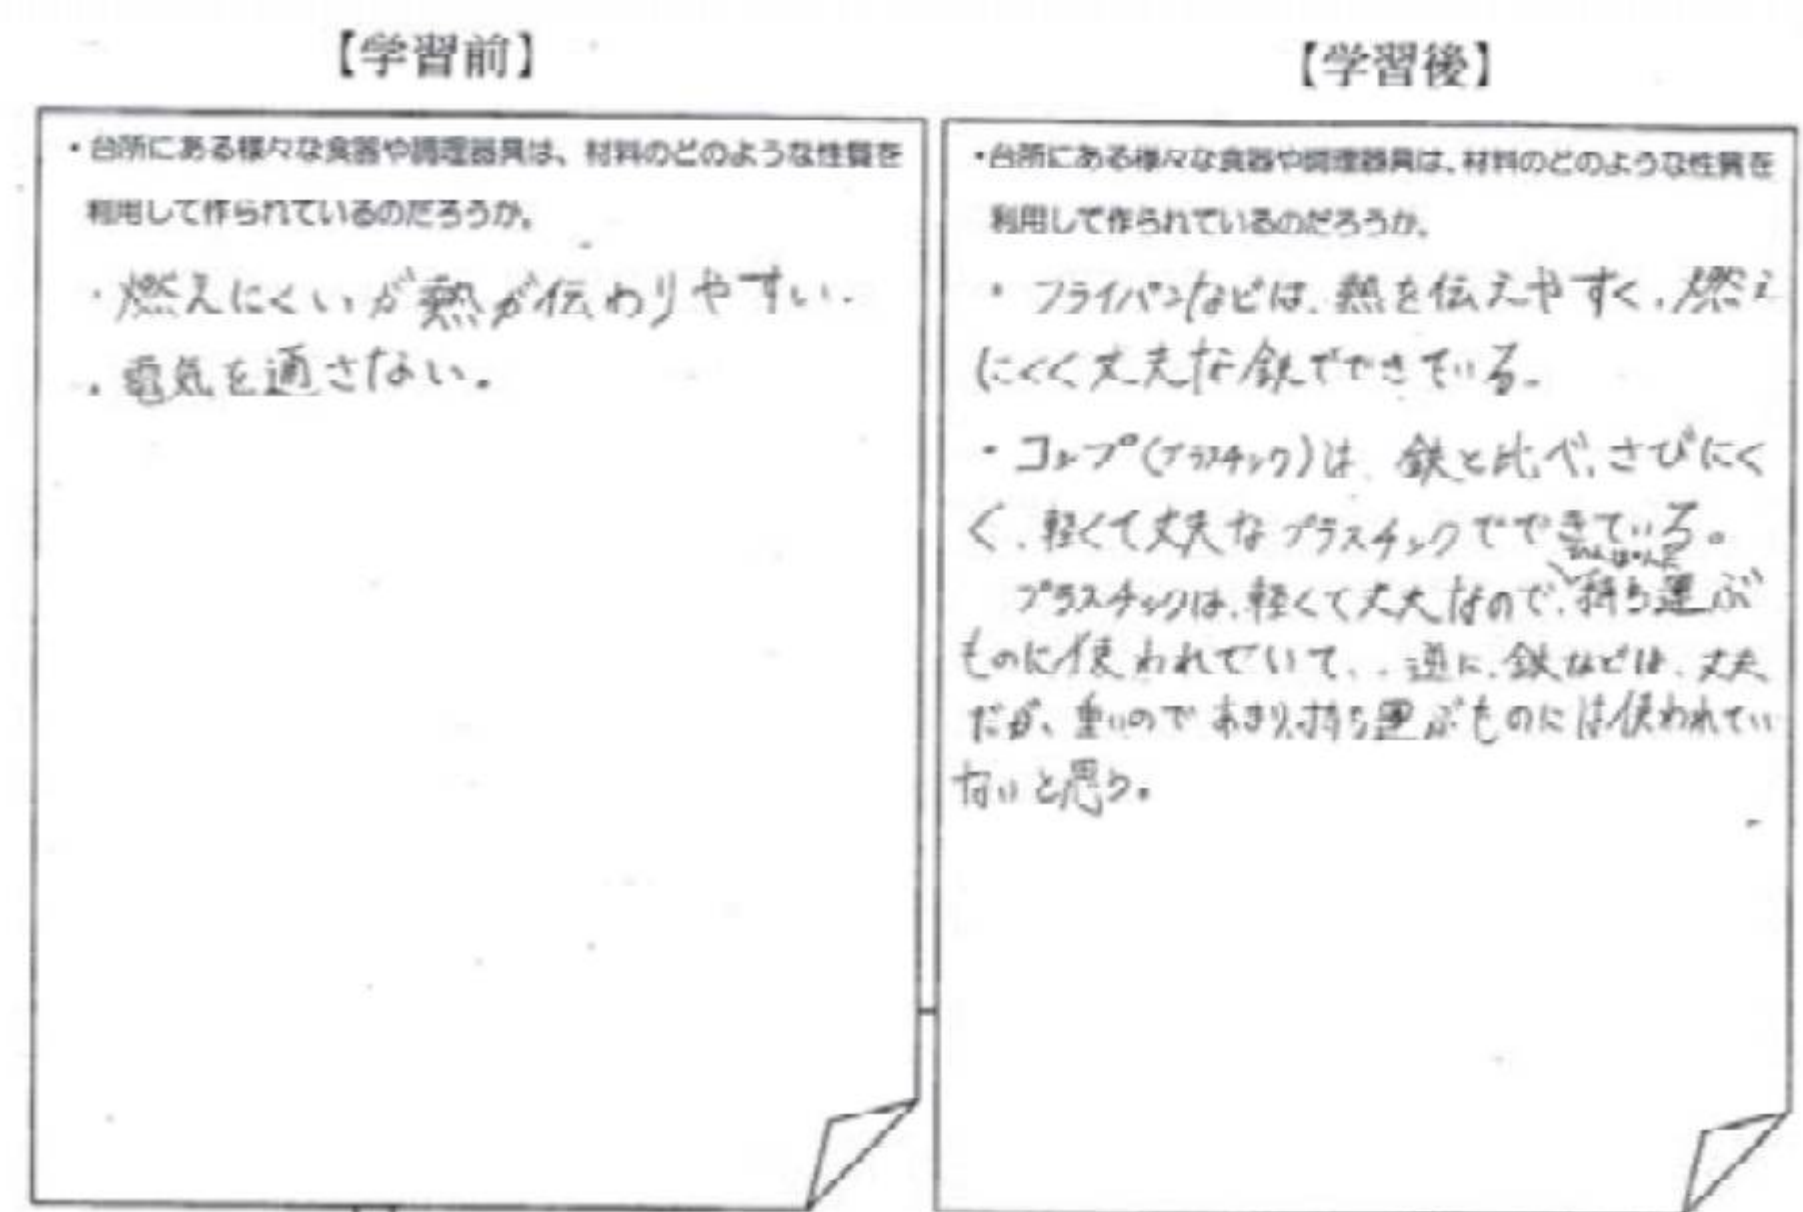 【学習前】
・台所にある様々な食器や調理器具は、材料のどのような性質を
利用して作られているのだろうか。
・燃えにくいが熱が伝わりやすい.
・電気を通さない。
【学習後】
・台所にある様々な食器や調理器具は、材料のどのような性質を
利用して作られているのだろうか。
・フライパンなどは、熱を伝えやすく、燃え
にくく丈夫な鉄でできている。
・コップ(プラスチック)は、鉄と比べ、さびにく
く、軽くて丈夫なプラスチックでできている。
プラスチックは、軽くて丈夫なので、持ち運ぶ
ものに使われていて、逆に、鉄などは、丈夫
だが、重いのであまり、持ち運ぶものには使われてい
ないと思う。